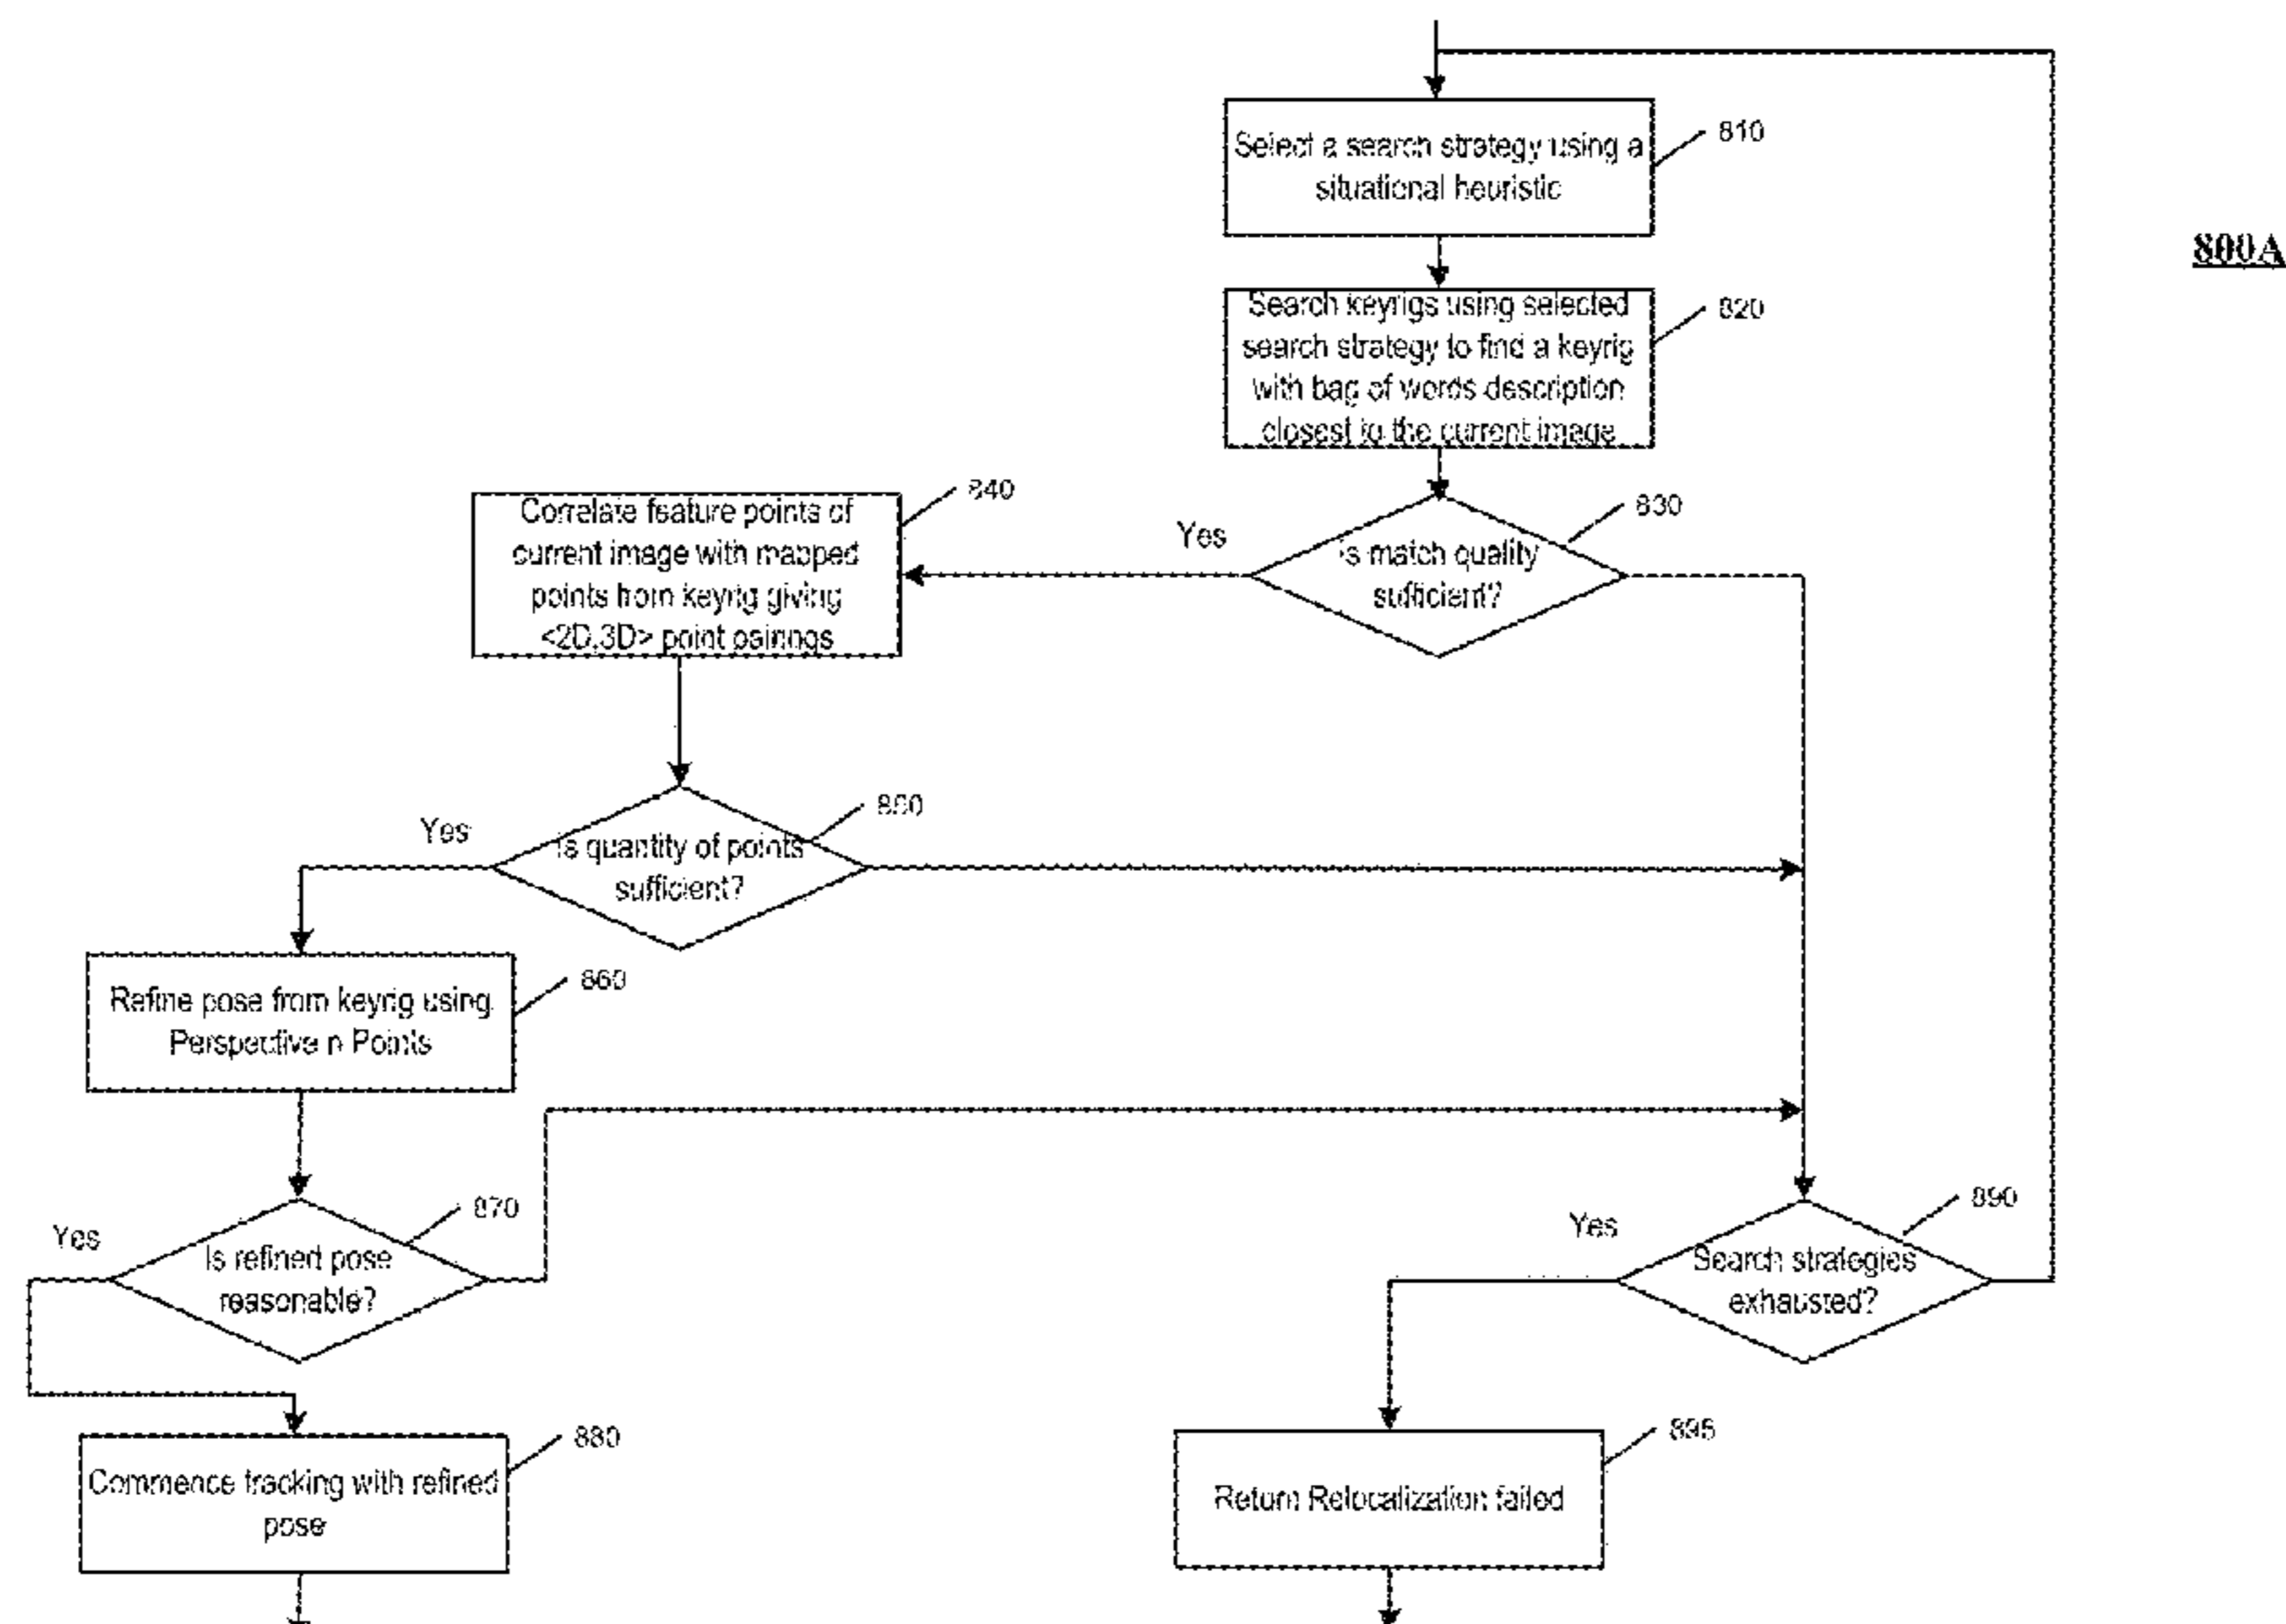 810
Select a search strategy using a
situational heuristic
800A
820
Search keyrigs using selected
search strategy to find a keyrig
with bag of words description
closest to the current image
840
Correlate feature points of
current image with mapped
points from keyrig giving
<2D,3D> point pairings
830
Yes
Is match quality
sufficient?
850
Yes
Is quantity of points
sufficient?
860
Refine pose from keyrig using
Perspective n Points
870
Yes
Is refined pose
reasonable?
890
Yes
Search strategies
exhausted?
880
Commence tracking with refined
pose
895
Return Relocalization failed